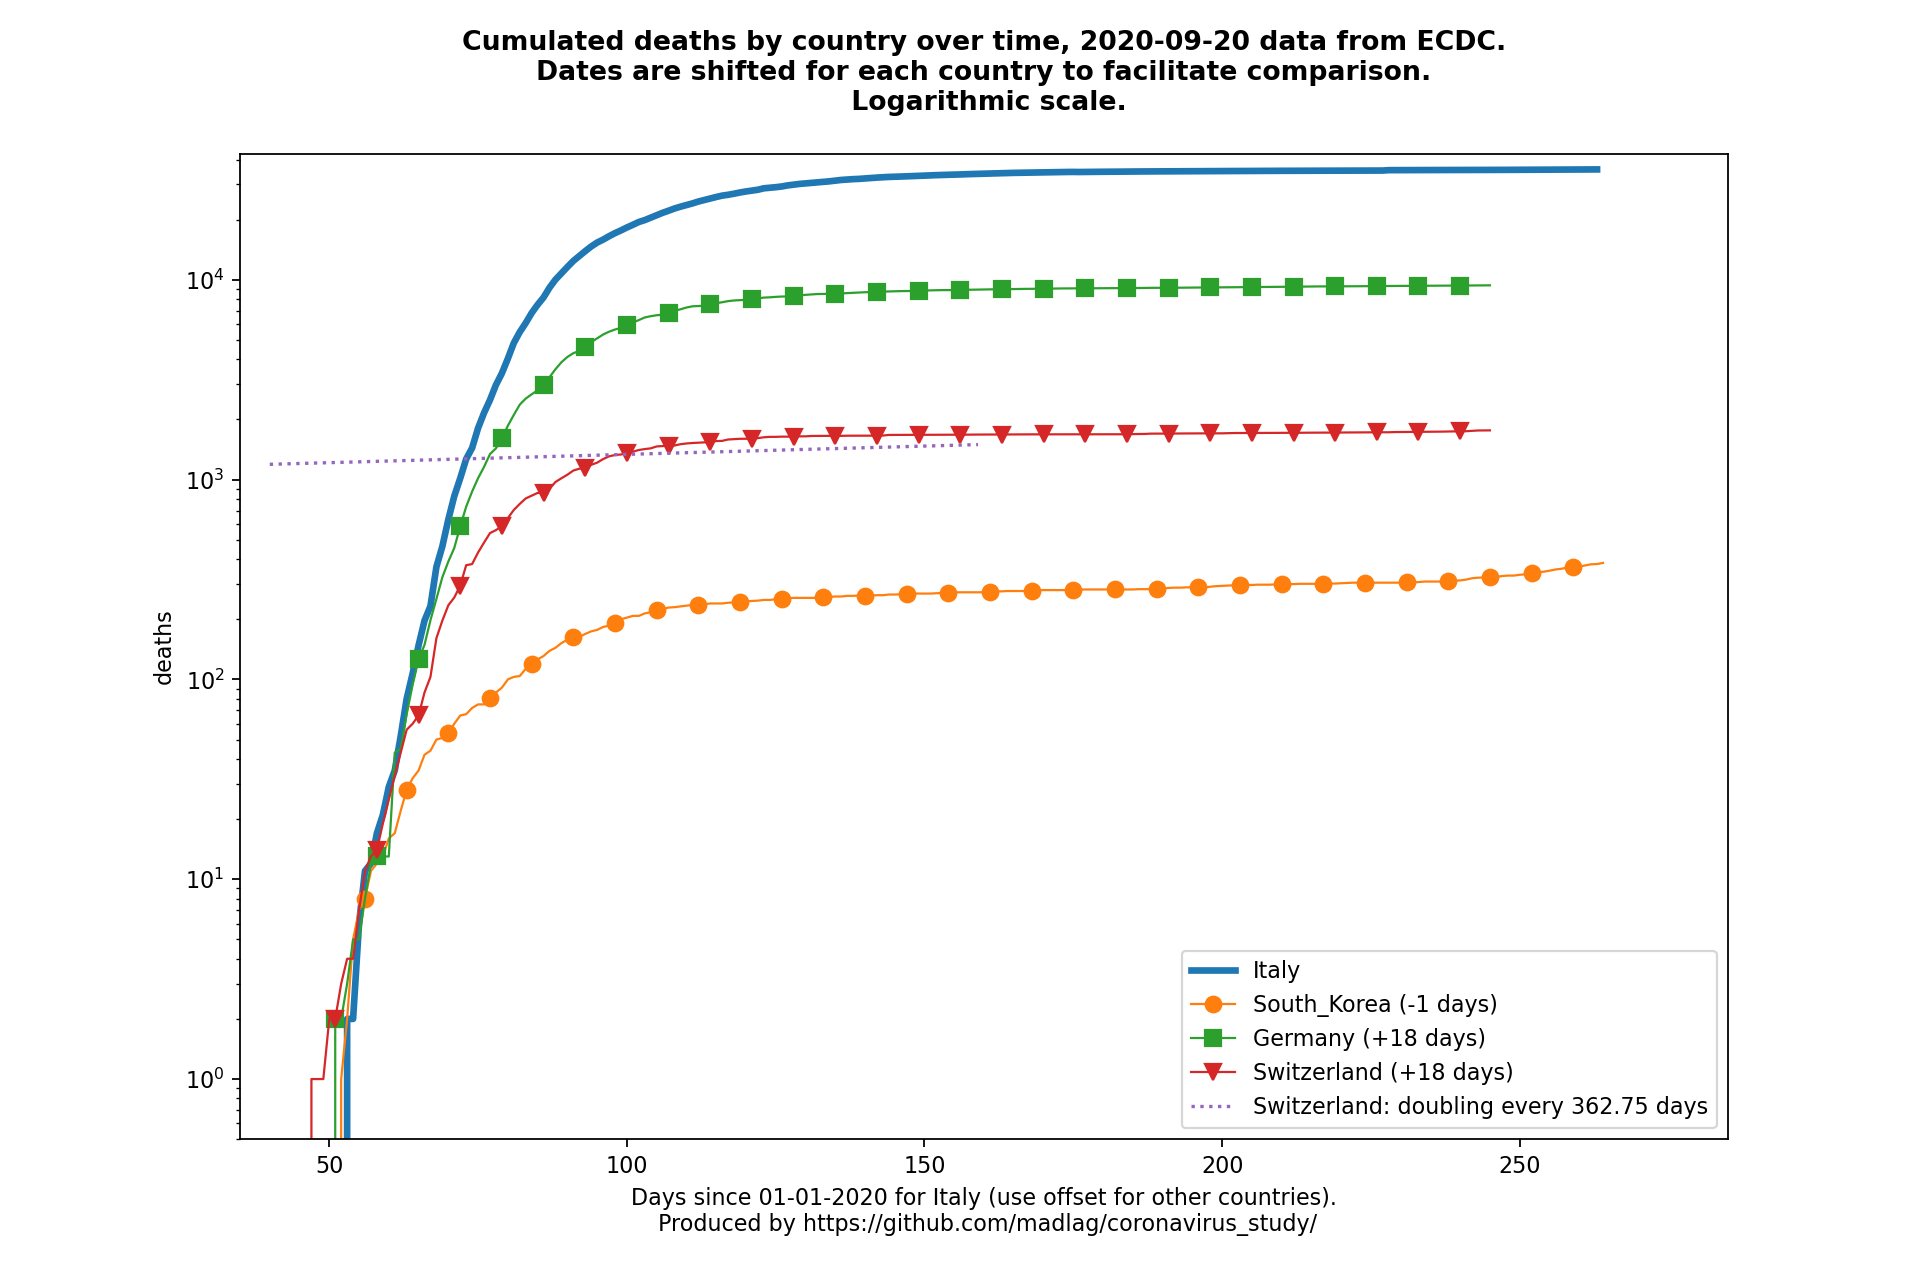 Cumulated deaths by country over time, 2020-09-20 data from ECDC.
Dates are shifted for each country to facilitate comparison.
Logarithmic scale.
10^4
10^3
10^2
10^1
10^0
deaths
50
100
150
200
250
Italy
South_Korea (-1 days)
Germany (+18 days)
Switzerland (+18 days)
Switzerland: doubling every 362.75 days
Days since 01-01-2020 for Italy (use offset for other countries).
Produced by https://github.com/madlag/coronavirus_study/